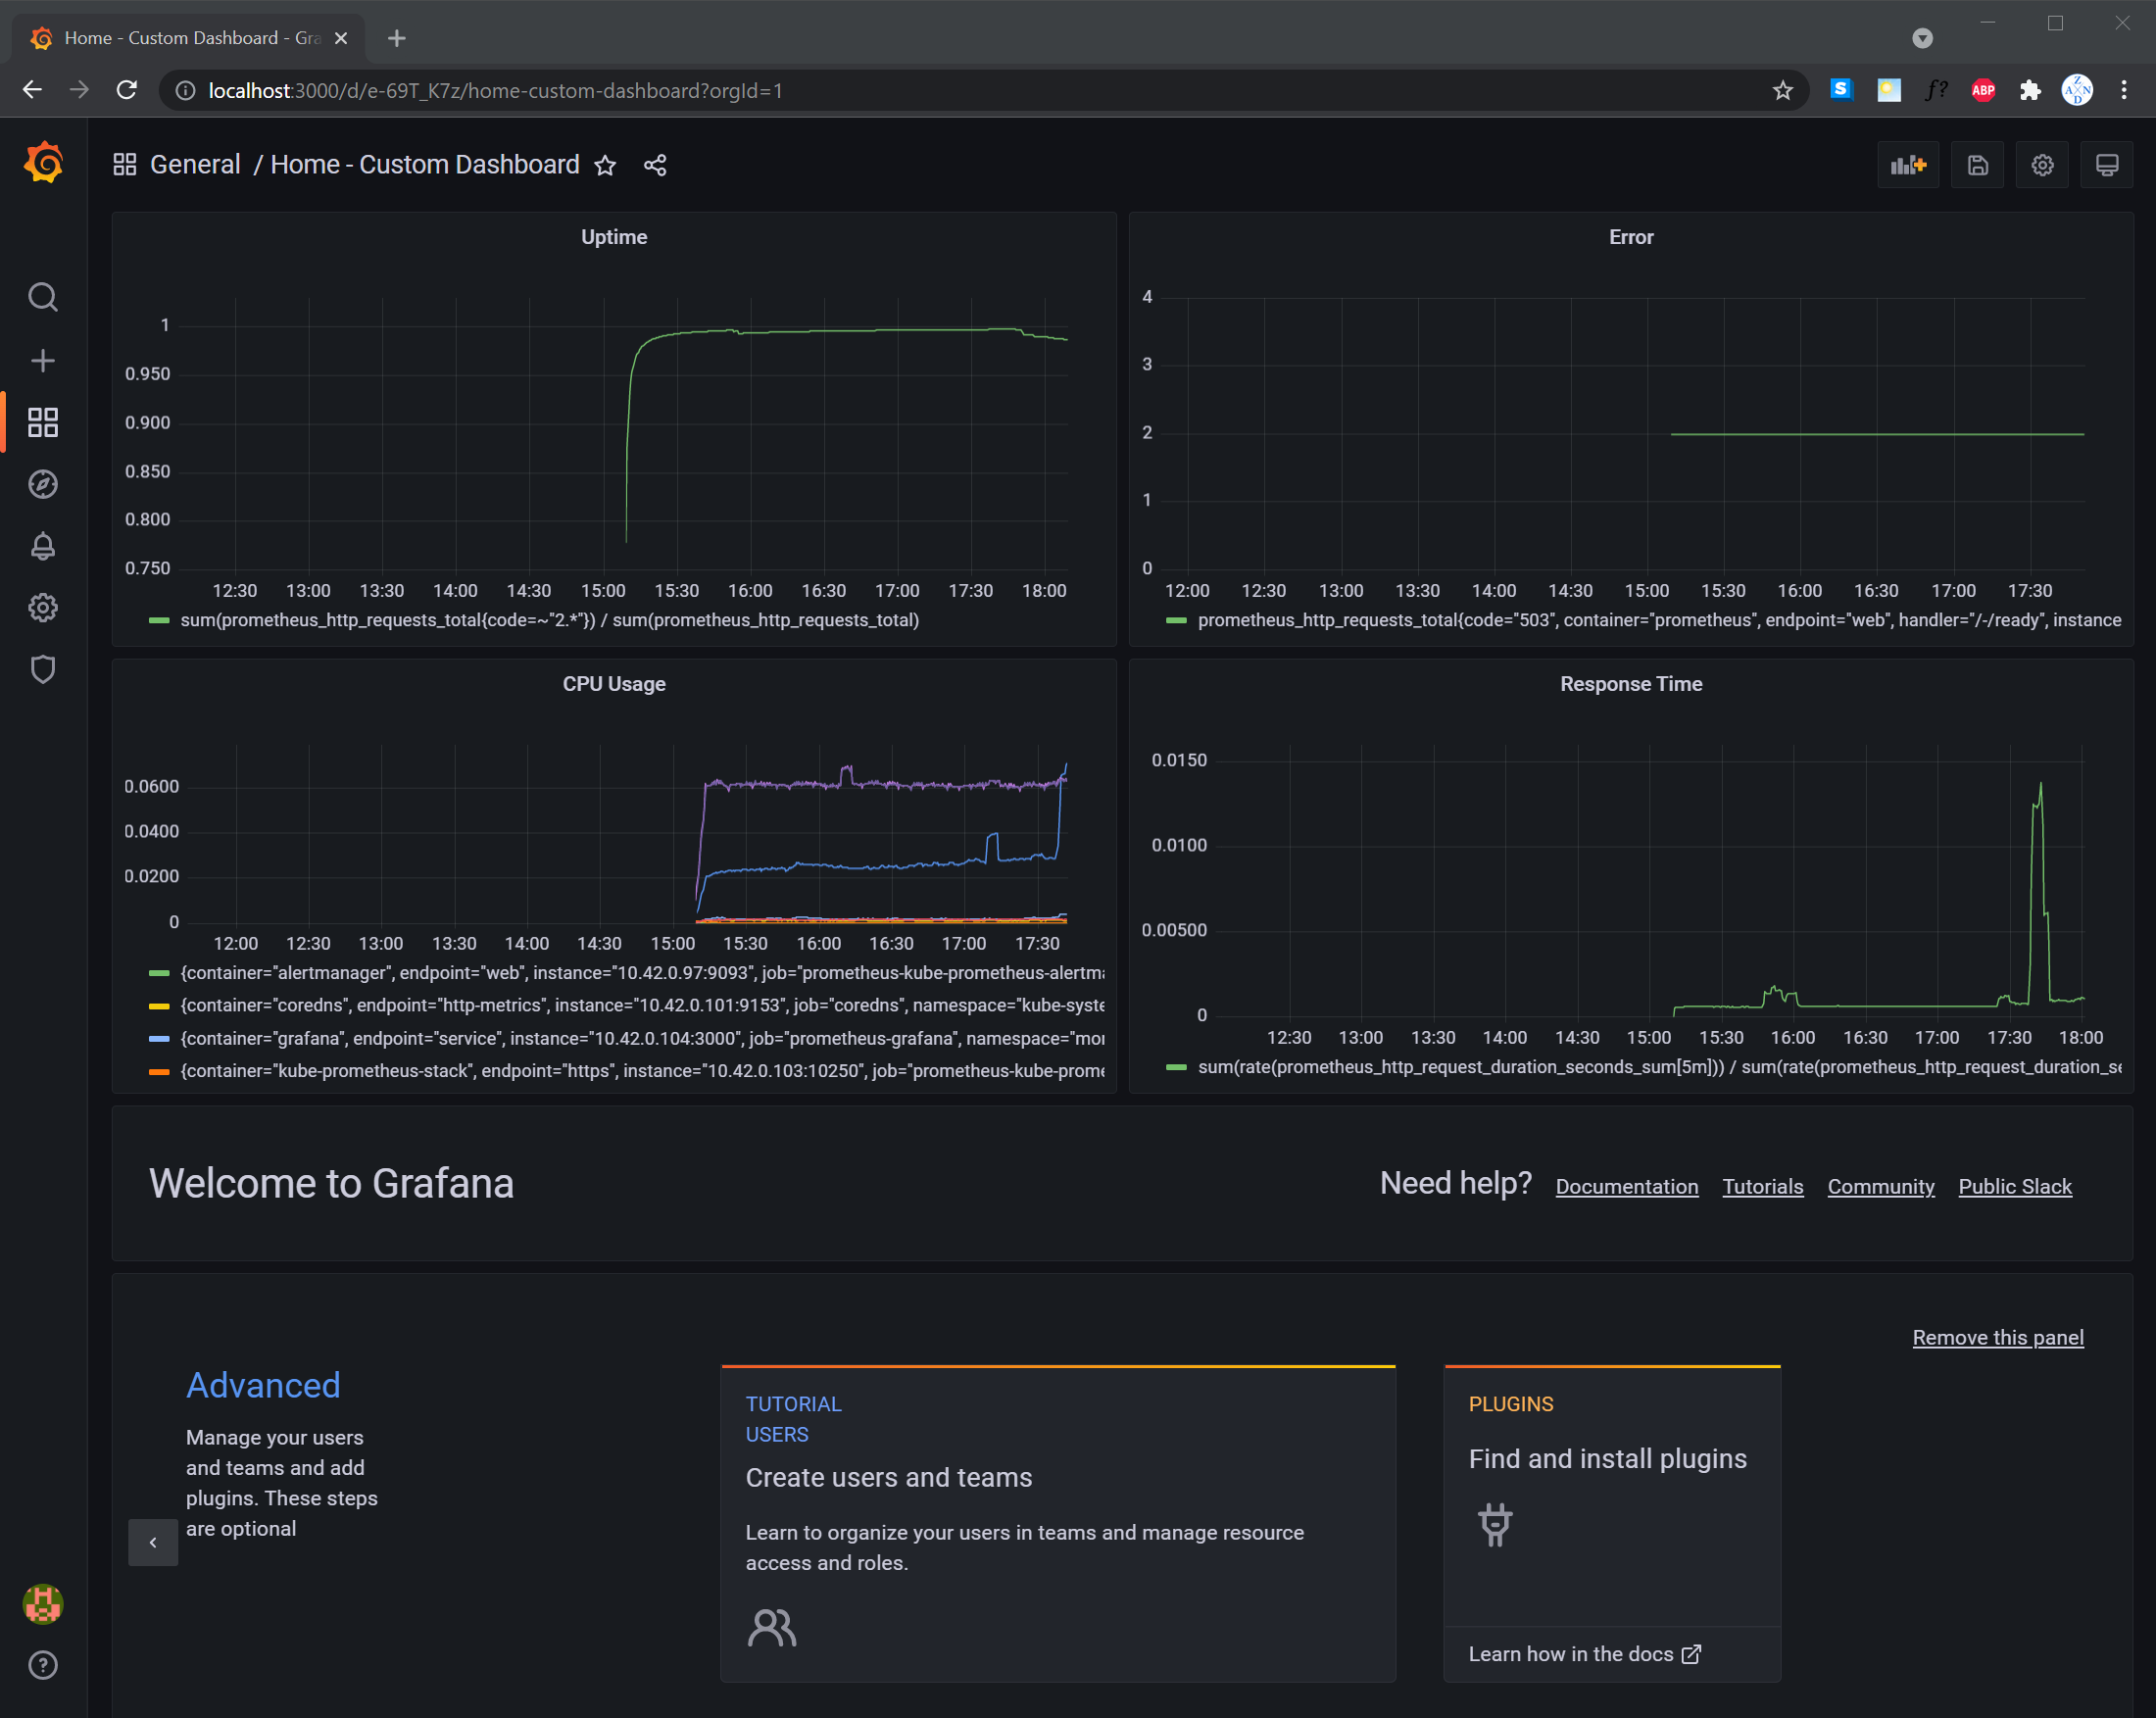 Home - Custom Dashboard - Gra
localhost:3000/d/e-69T_K7z/home-custom-dashboard?orgId=1
S
f?
ABP
Z
A X N
D
General / Home - Custom Dashboard
Uptime
1
0.950
0.900
0.850
0.800
0.750
12:30 13:00 13:30 14:00 14:30 15:00 15:30 16:00 16:30 17:00 17:30 18:00
sum(prometheus_http_requests_total{code=~"2.*"}) / sum(prometheus_http_requests_total)
Error
4
3
2
1
0
12:00 12:30 13:00 13:30 14:00 14:30 15:00 15:30 16:00 16:30 17:00 17:30
prometheus_http_requests_total{code="503", container="prometheus", endpoint="web", handler="/-/ready", instance
CPU Usage
0.0600
0.0400
0.0200
0
12:00 12:30 13:00 13:30 14:00 14:30 15:00 15:30 16:00 16:30 17:00 17:30
{container="alertmanager", endpoint="web", instance="10.42.0.97:9093", job="prometheus-kube-prometheus-alertma
{container="coredns", endpoint="http-metrics", instance="10.42.0.101:9153", job="coredns", namespace="kube-syste
{container="grafana", endpoint="service", instance="10.42.0.104:3000", job="prometheus-grafana", namespace="mor
{container="kube-prometheus-stack", endpoint="https", instance="10.42.0.103:10250", job="prometheus-kube-prome
Response Time
0.0150
0.0100
0.00500
0
12:30 13:00 13:30 14:00 14:30 15:00 15:30 16:00 16:30 17:00 17:30 18:00
sum(rate(prometheus_http_request_duration_seconds_sum[5m])) / sum(rate(prometheus_http_request_duration_se
Welcome to Grafana
Need help? Documentation Tutorials Community Public Slack
Remove this panel
Advanced
Manage your users
and teams and add
plugins. These steps
are optional
TUTORIAL
USERS
Create users and teams
Learn to organize your users in teams and manage resource
access and roles.
PLUGINS
Find and install plugins
Learn how in the docs